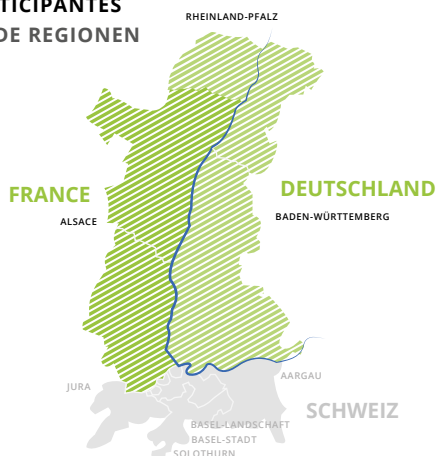 TICIPANTES
DE REGIONEN
RHEINLAND-PFALZ
FRANCE
DEUTSCHLAND
ALSACE
BADEN-WÜRTTEMBERG
JURA
AARGAU
SCHWEIZ
BASEL-LANDSCHAFT
BASEL-STADT
SOLOTHURN